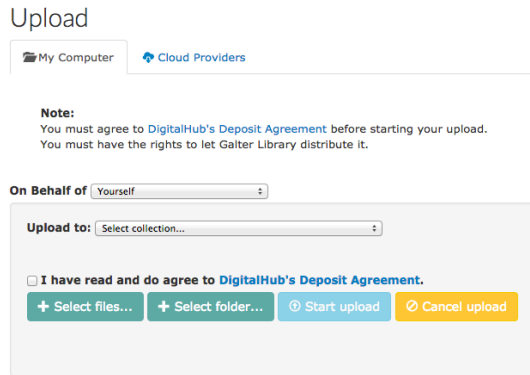 Upload
My Computer
Cloud Providers
Note:
You must agree to DigitalHub's Deposit Agreement before starting your upload.
You must have the rights to let Galter Library distribute it.
On Behalf of Yourself
Upload to: Select collection...
I have read and do agree to DigitalHub's Deposit Agreement.
+ Select files... + Select folder... Start upload Cancel upload